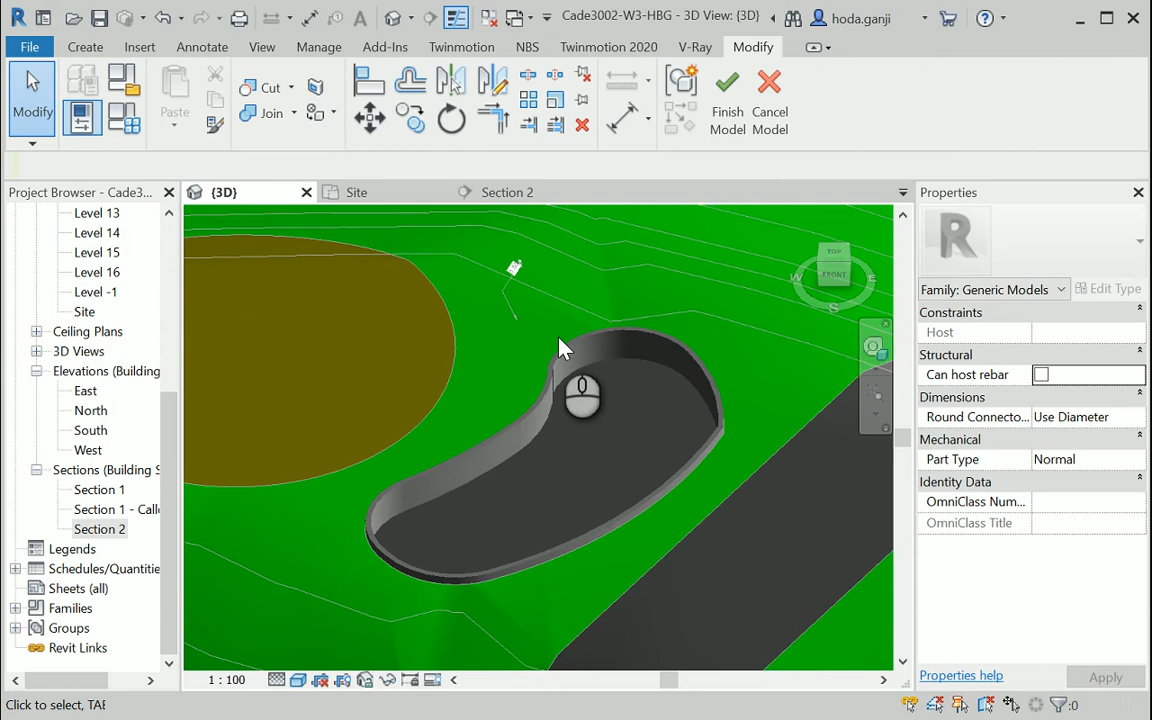 Cade3002-W3-HBG - 3D View: {3D}
hoda.ganji
File
Create
Insert
Annotate
View
Manage
Add-Ins
Twinmotion
NBS
Twinmotion 2020
V-Ray
Modify
Modify
Paste
Cut
Join
Finish
Model
Cancel
Model
Project Browser - Cade3...
{3D}
Site
Section 2
Properties
Level 13
Level 14
Level 15
Level 16
Level -1
Site
Ceiling Plans
3D Views
Elevations (Building
East
North
South
West
Sections (Building S
Section 1
Section 1 - Calle
Section 2
Legends
Schedules/Quantitie
Sheets (all)
Families
Groups
Revit Links
TOP
FRONT
W
E
S
Family: Generic Models
Edit Type
Constraints
Host
Structural
Can host rebar
Dimensions
Round Connecto...
Use Diameter
Mechanical
Part Type
Normal
Identity Data
OmniClass Num...
OmniClass Title
Properties help
Apply
1 : 100
Click to select, TAE
:0